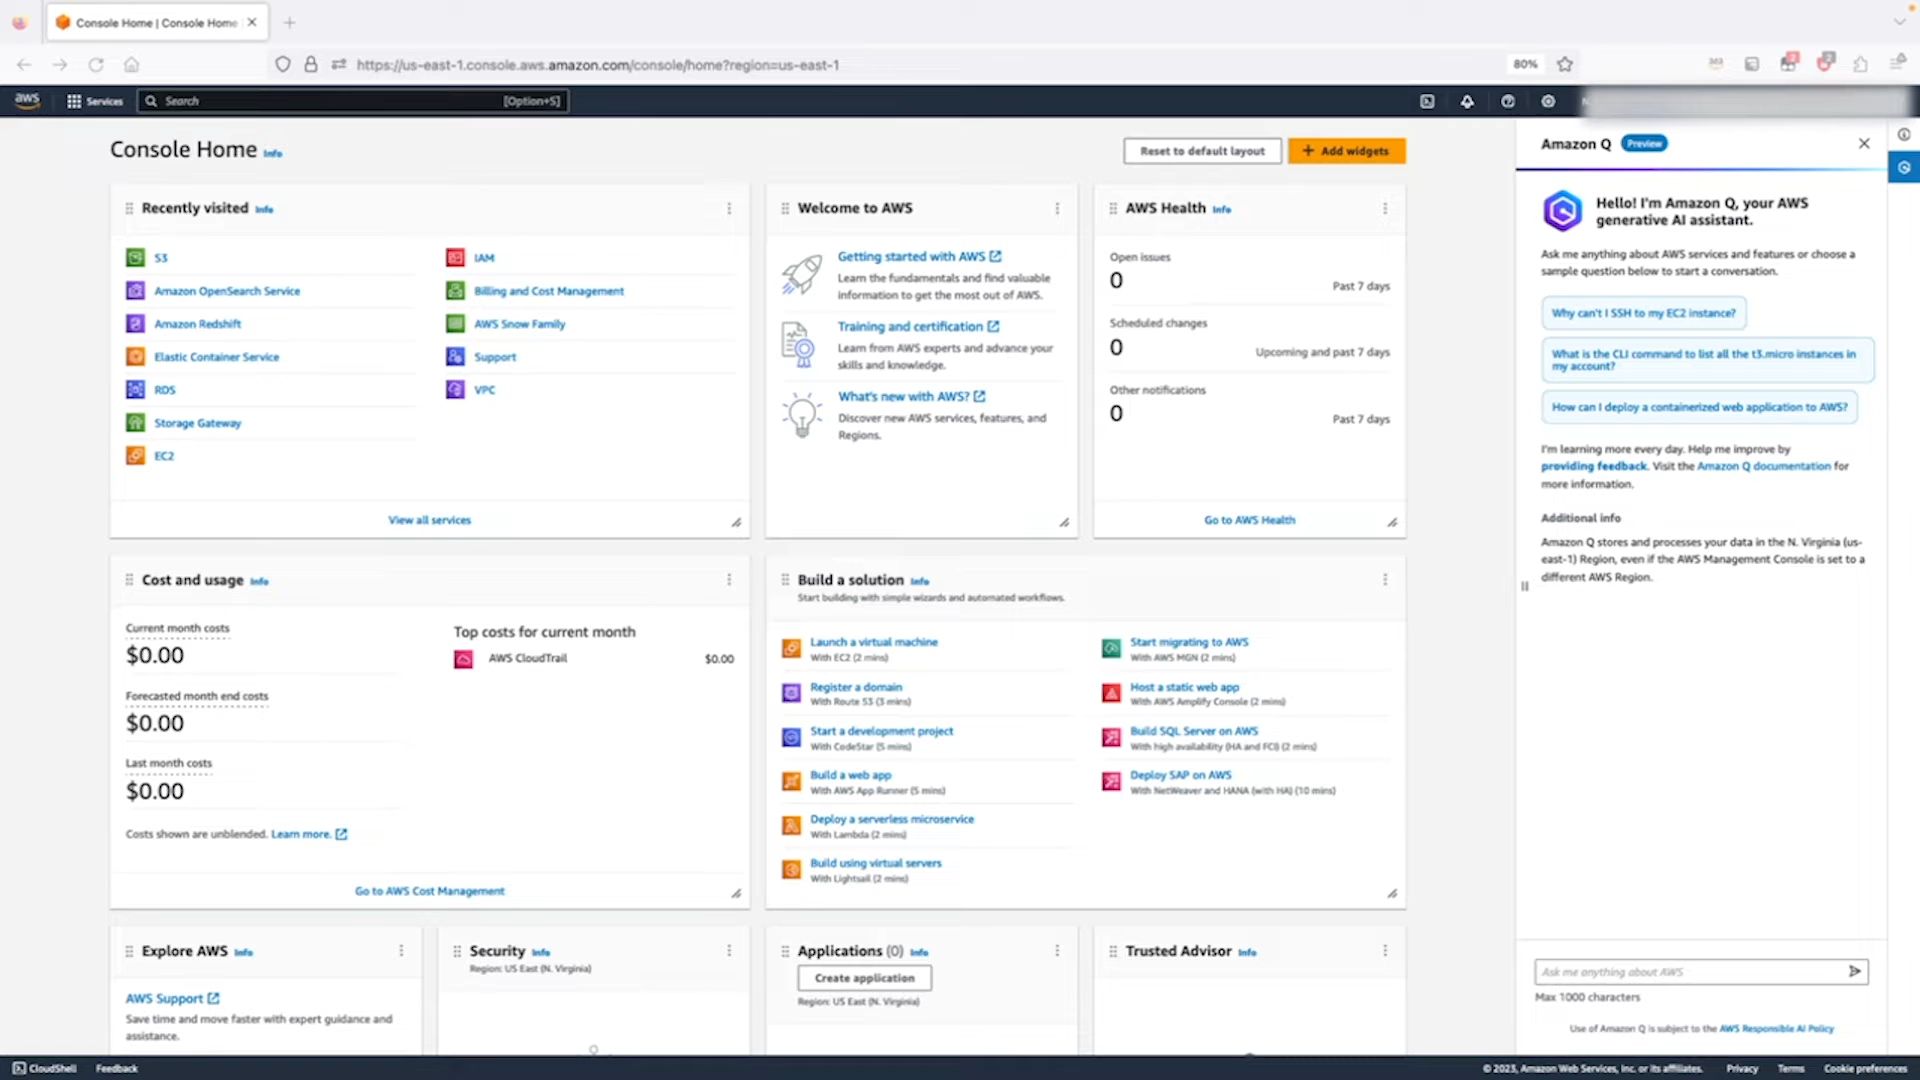 Console Home | Console Home
https://us-east-1.console.aws.amazon.com/console/home?region=us-east-1
80%
aws
Services
Search
[Option+S]
Console Home Info
Reset to default layout
+ Add widgets
Recently visited Info
S3
Amazon OpenSearch Service
Amazon Redshift
Elastic Container Service
RDS
Storage Gateway
EC2
IAM
Billing and Cost Management
AWS Snow Family
Support
VPC
View all services
Welcome to AWS
Getting started with AWS
Learn the fundamentals and find valuable
information to get the most out of AWS.
Training and certification
Learn from AWS experts and advance your
skills and knowledge.
What's new with AWS?
Discover new AWS services, features, and
Regions.
AWS Health Info
Open issues
0
Past 7 days
Scheduled changes
0
Upcoming and past 7 days
Other notifications
0
Past 7 days
Go to AWS Health
Cost and usage Info
Current month costs
$0.00
Forecasted month end costs
$0.00
Last month costs
$0.00
Costs shown are unblended. Learn more.
Top costs for current month
AWS CloudTrail
$0.00
Go to AWS Cost Management
Build a solution Info
Start building with simple wizards and automated workflows.
Launch a virtual machine
With EC2 (2 mins)
Register a domain
With Route 53 (3 mins)
Start a development project
With CodeStar (5 mins)
Build a web app
With AWS App Runner (5 mins)
Deploy a serverless microservice
With Lambda (2 mins)
Build using virtual servers
With Lightsail (2 mins)
Start migrating to AWS
With AWS MGN (2 mins)
Host a static web app
With AWS Amplify Console (2 mins)
Build SQL Server on AWS
With high availability (HA and FCI) (2 mins)
Deploy SAP on AWS
With NetWeaver and HANA (with HA) (10 mins)
Explore AWS Info
AWS Support
Save time and move faster with expert guidance and
assistance.
Security Info
Region: US East (N. Virginia)
Applications (0) Info
Create application
Region: US East (N. Virginia)
Trusted Advisor Info
Amazon Q Preview
Hello! I'm Amazon Q, your AWS
generative AI assistant.
Ask me anything about AWS services and features or choose a
sample question below to start a conversation.
Why can't I SSH to my EC2 instance?
What is the CLI command to list all the t3.micro instances in
my account?
How can I deploy a containerized web application to AWS?
I'm learning more every day. Help me improve by
providing feedback. Visit the Amazon Q documentation for
more information.
Additional info
Amazon Q stores and processes your data in the N. Virginia (us-
east-1) Region, even if the AWS Management Console is set to a
different AWS Region.
Ask me anything about AWS
Max 1000 characters
Use of Amazon Q is subject to the AWS Responsible AI Policy
CloudShell
Feedback
© 2023, Amazon Web Services, Inc. or its affiliates.
Privacy
Terms
Cookie preferences